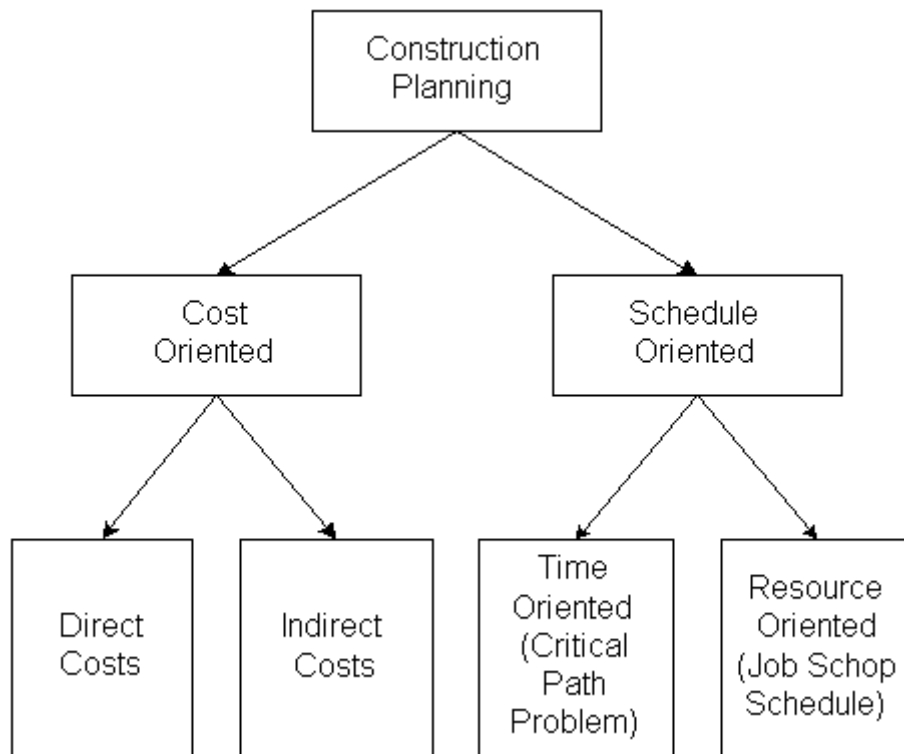 Construction
Planning
Cost
Oriented
Schedule
Oriented
Direct
Costs
Indirect
Costs
Time
Oriented
(Critical
Path
Problem)
Resource
Oriented
(Job Schop
Schedule)